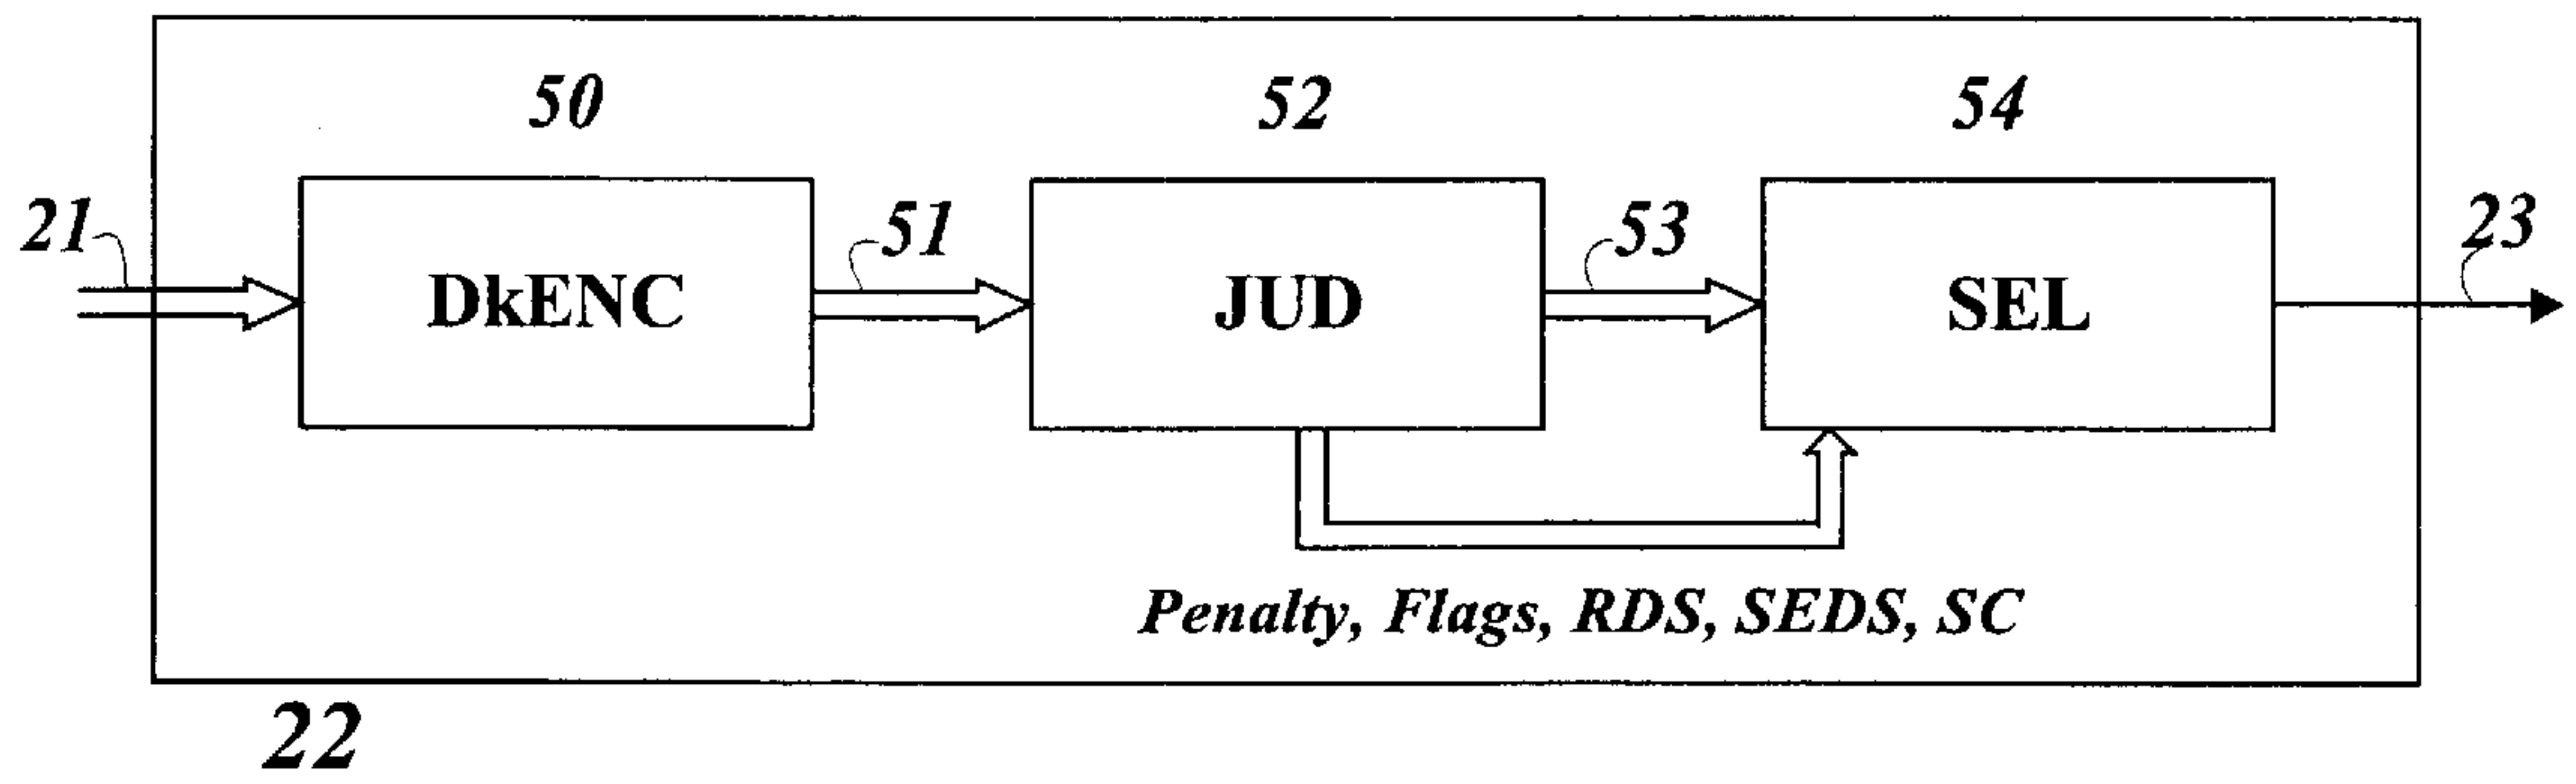 50 52 54
21 51 53 23
DkENC JUD SEL
Penalty, Flags, RDS, SEDS, SC
22